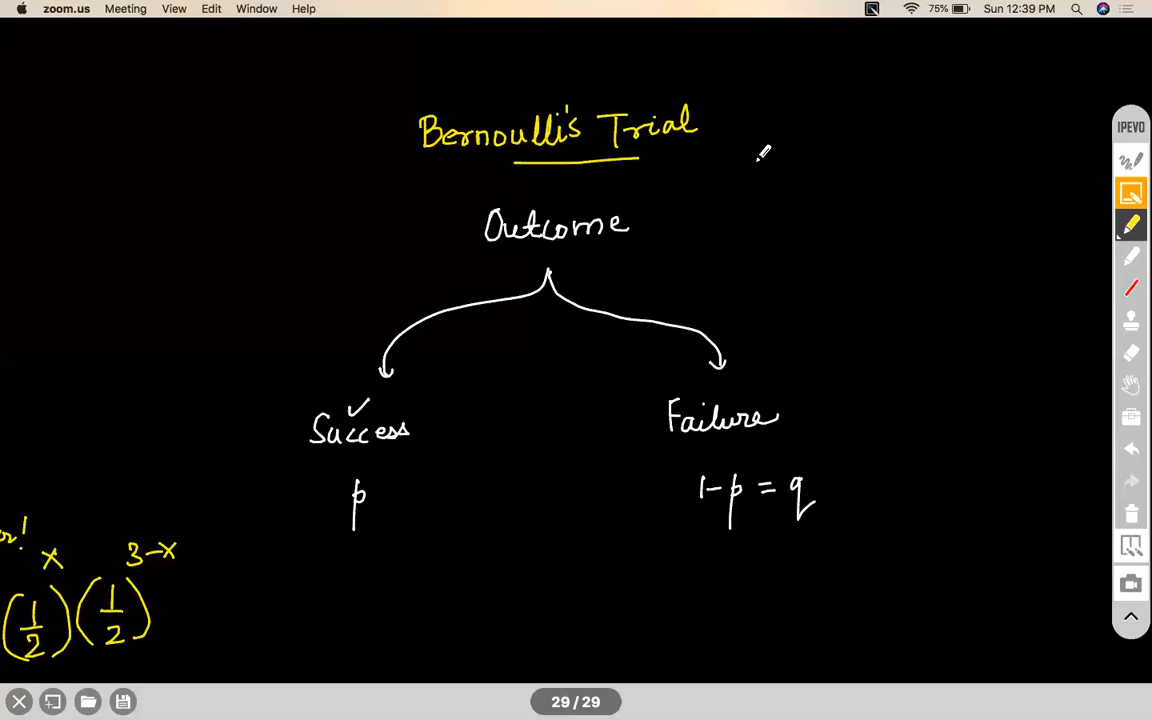 zoom.us Meeting View Edit Window Help 75% Sun 12:39 PM
Bernoulli's Trial
IPEVO
Outcome
Success Failure
p 1-p = q
x 3-x
(1/2) (1/2)
29 / 29